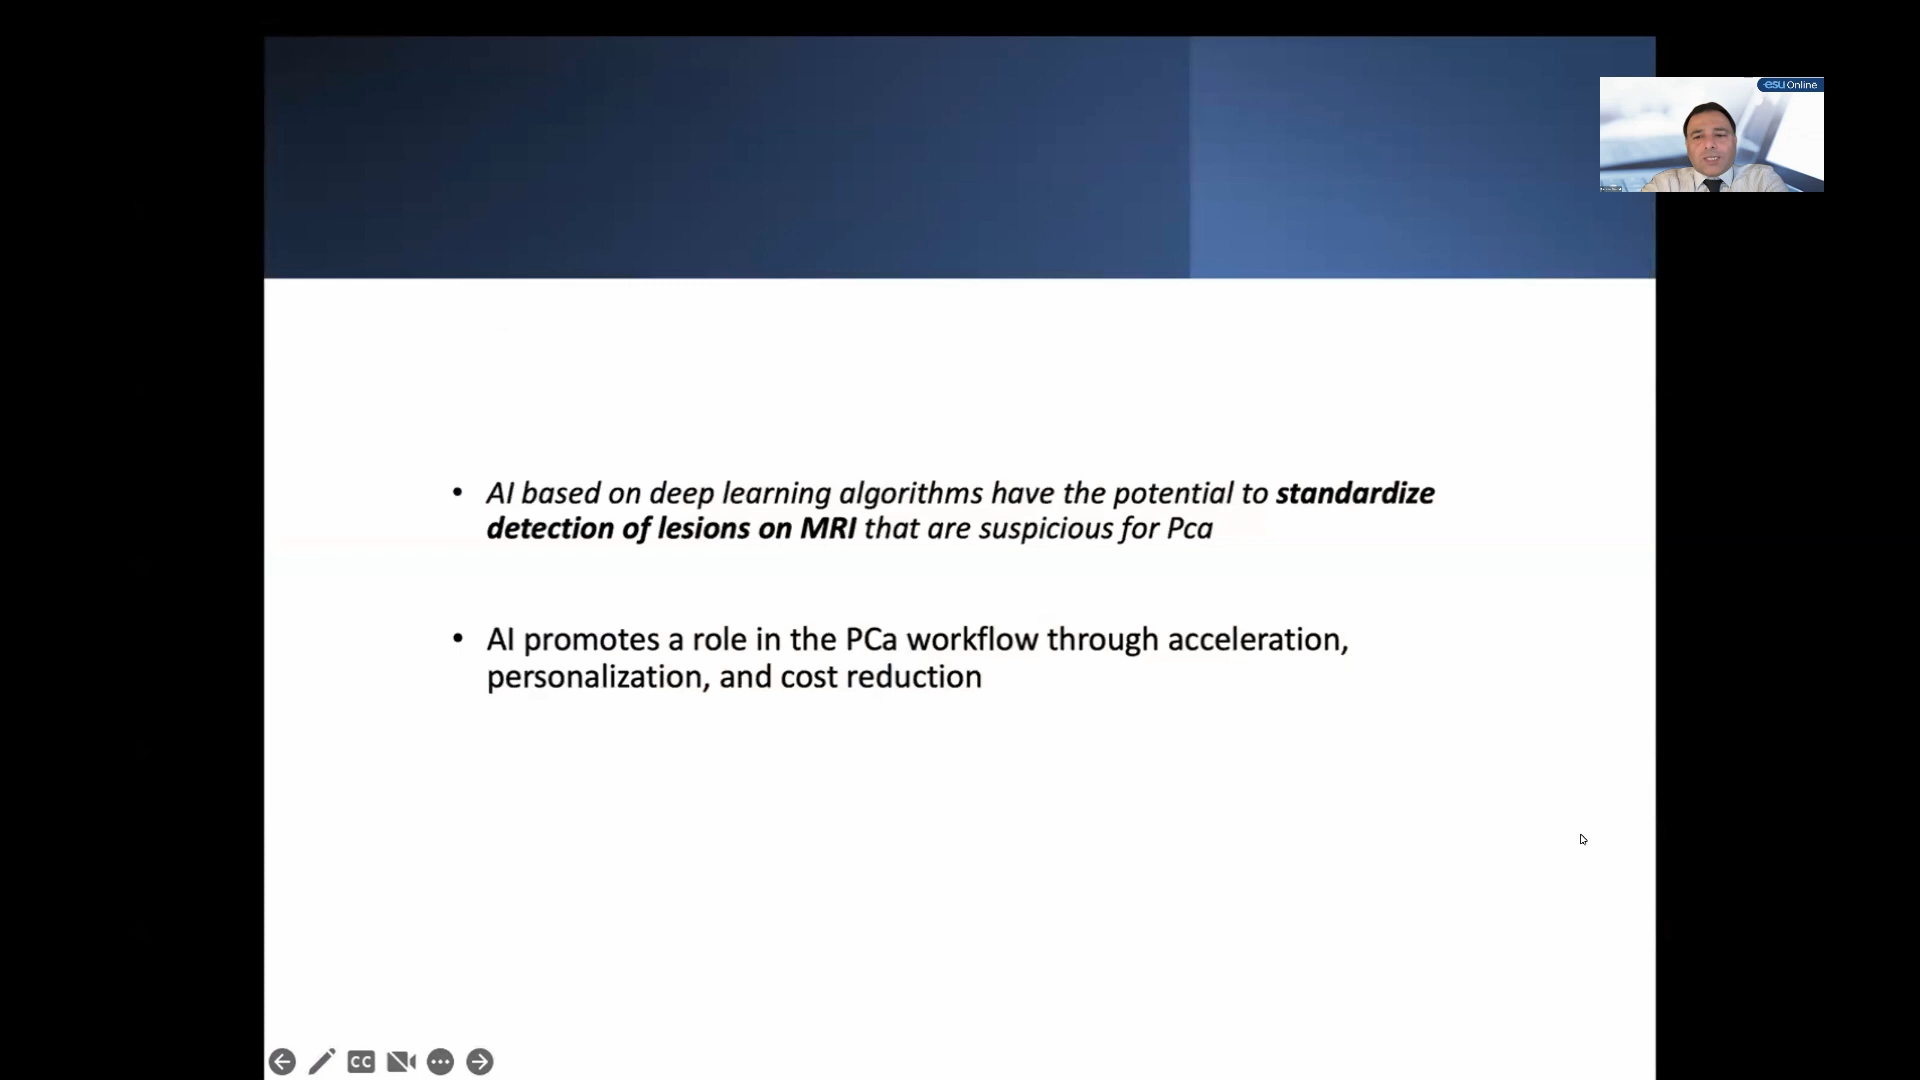 esu Online
• AI based on deep learning algorithms have the potential to standardize
detection of lesions on MRI that are suspicious for Pca
• AI promotes a role in the PCa workflow through acceleration,
personalization, and cost reduction
CC